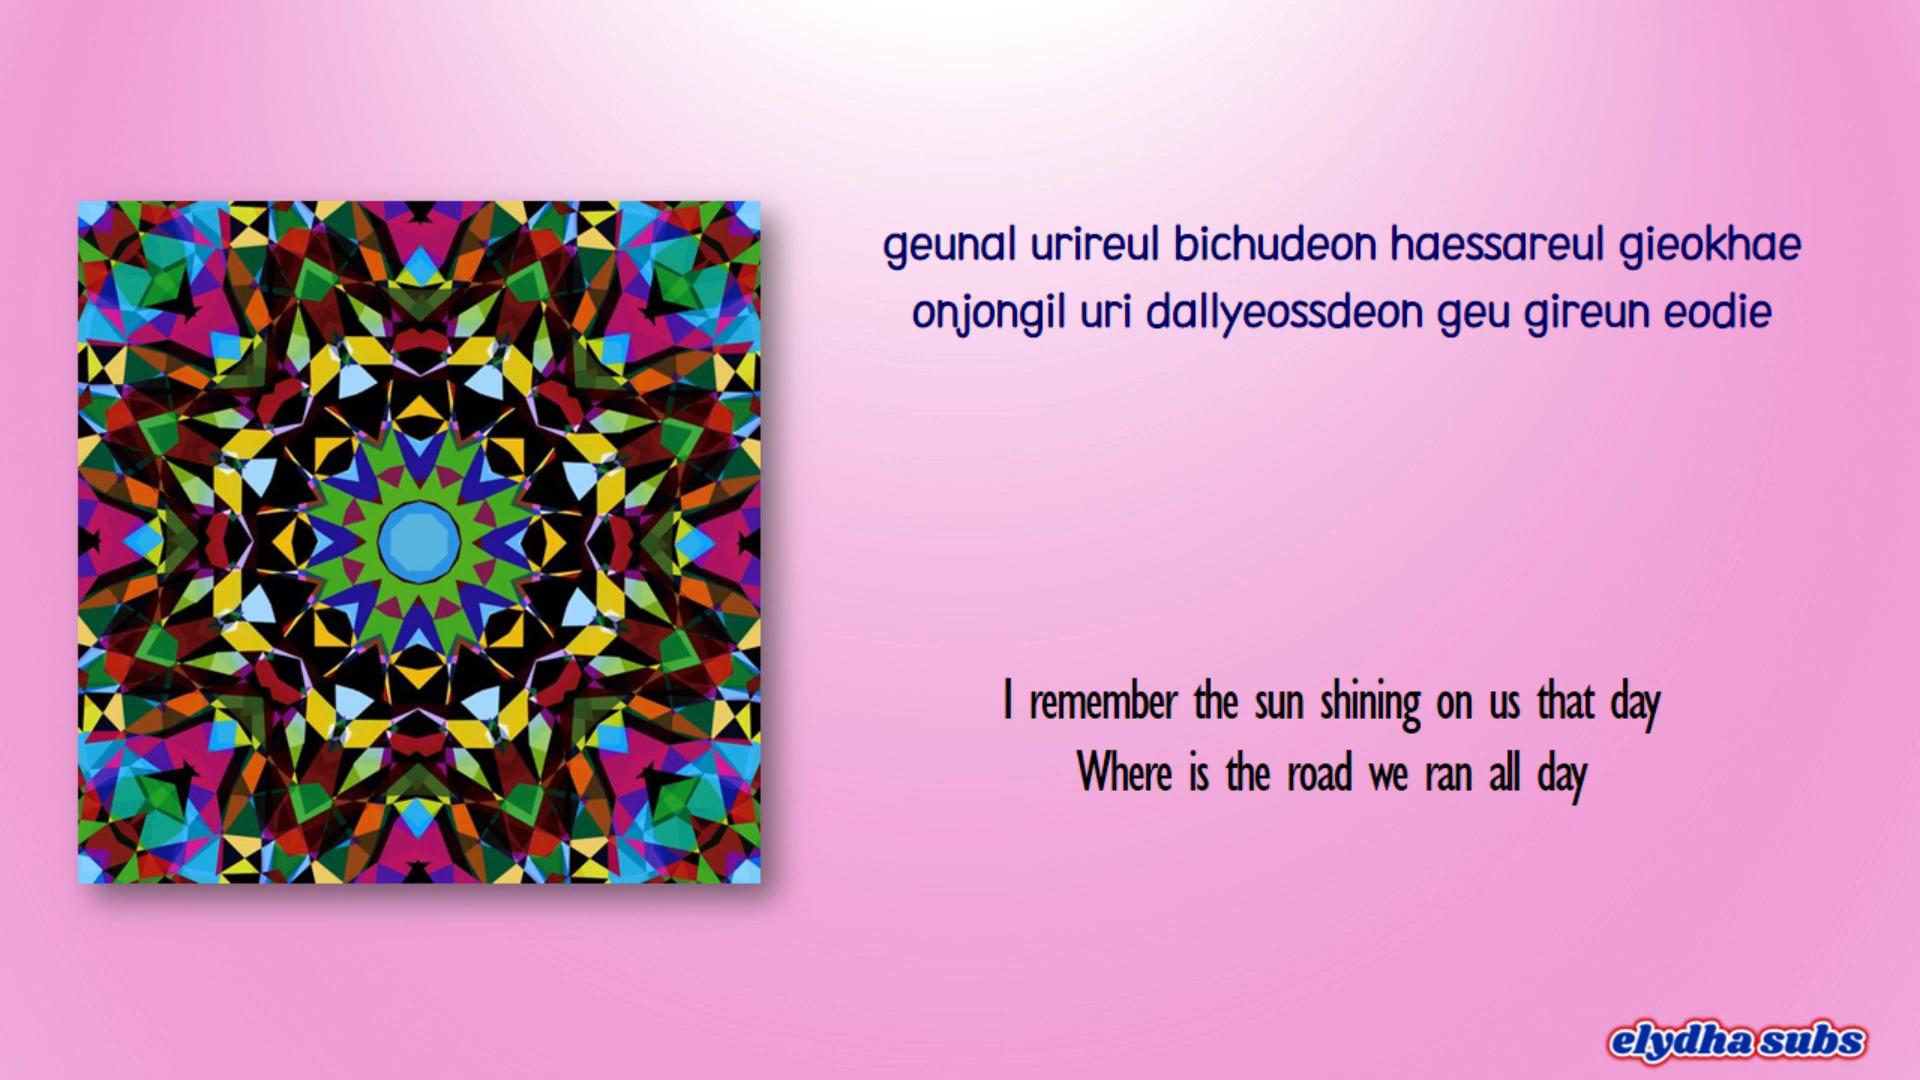 geunal urireul bichudeon haessareul gieokhae
onjongil uri dallyeossdeon geu gireun eodie
I remember the sun shining on us that day
Where is the road we ran all day
elydha subs